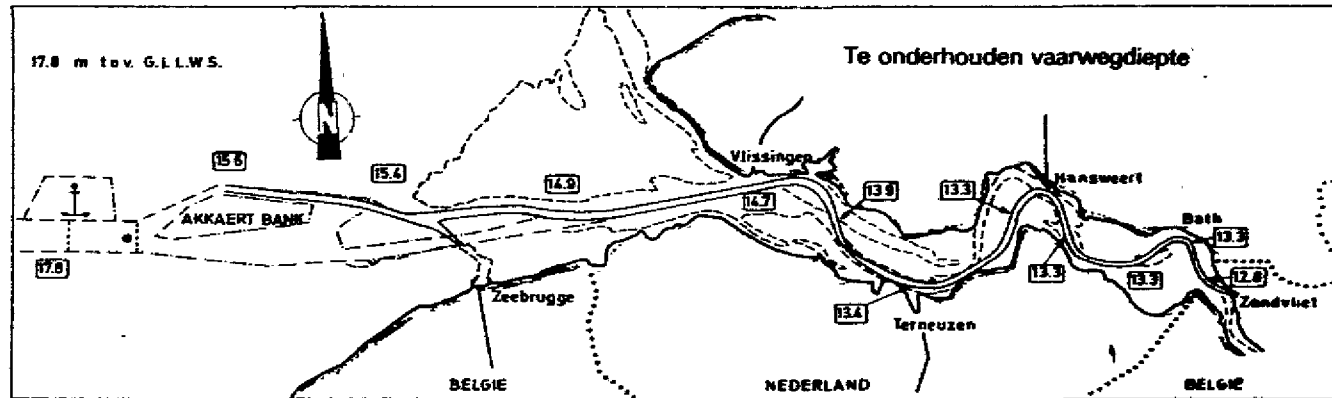 17.8 m tov. G.L.L.W.S.
Te onderhouden vaarwegdiepte
N
15.6
15.4
14.9
Vlissingen
14.7
13.9
13.3
Hansweert
Bath
13.3
AKKAERT BANK
17.8
Zeebrugge
13.4
Terneuzen
13.3
13.3
12.8
Zandvliet
BELGIE
NEDERLAND
BELGIE